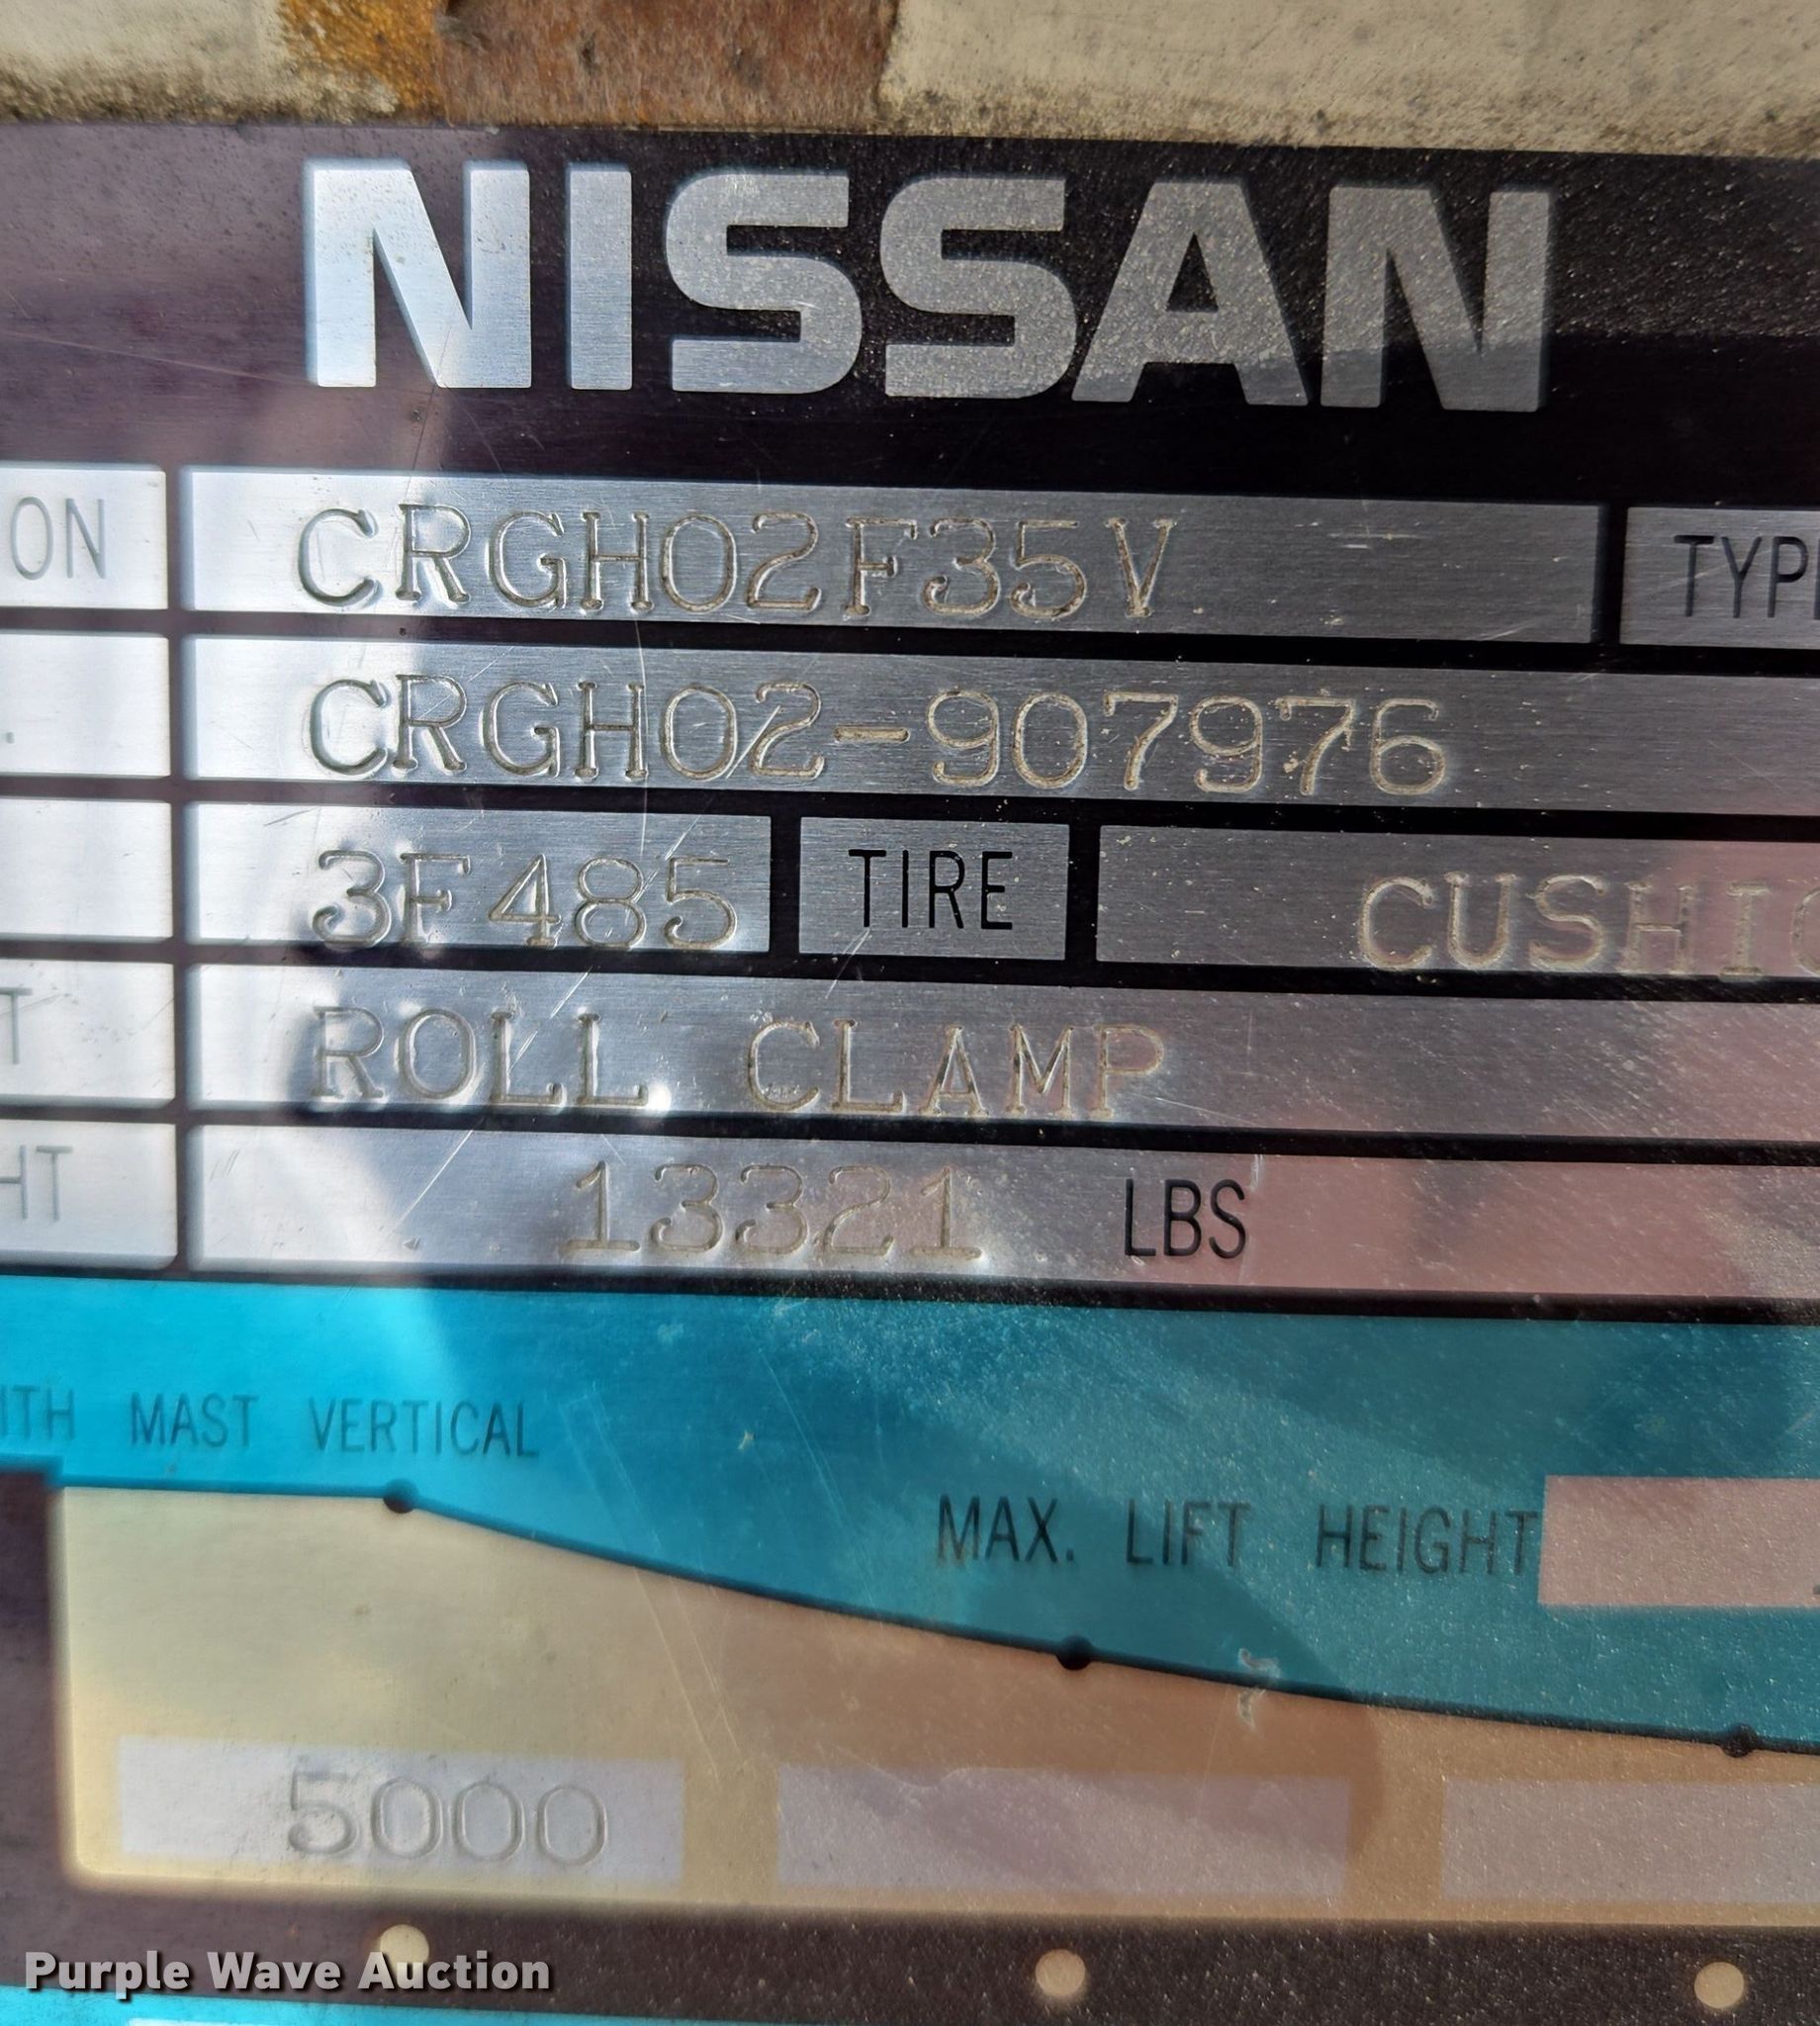 NISSAN
ON CRGH02F35V TYP
CRGH02-907976
3F485 TIRE CUSHIO
T ROLL CLAMP
HT 13321 LBS
ITH MAST VERTICAL
MAX. LIFT HEIGHT
5000
Purple Wave Auction